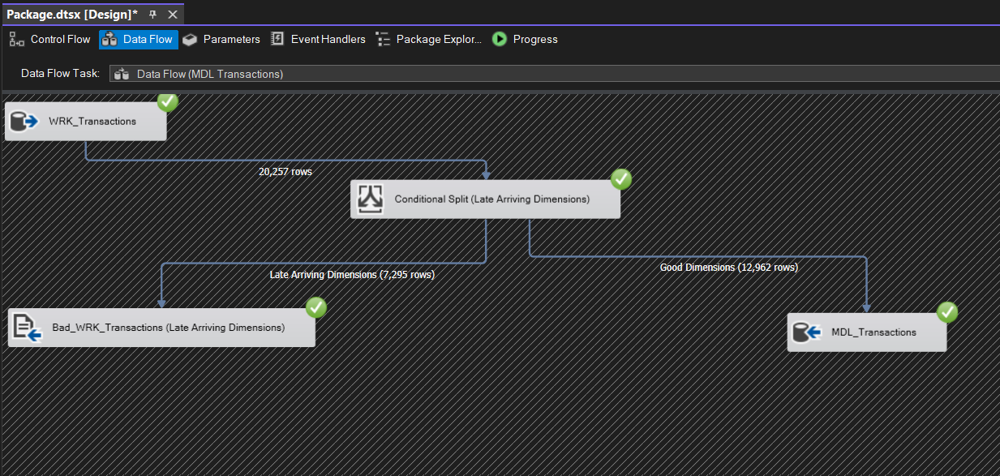 Package.dtsx [Design]*
Control Flow Data Flow Parameters Event Handlers Package Explor... Progress
Data Flow Task: Data Flow (MDL Transactions)
WRK_Transactions
20,257 rows
Conditional Split (Late Arriving Dimensions)
Good Dimensions (12,962 rows)
Late Arriving Dimensions (7,295 rows)
Bad_WRK_Transactions (Late Arriving Dimensions)
MDL_Transactions